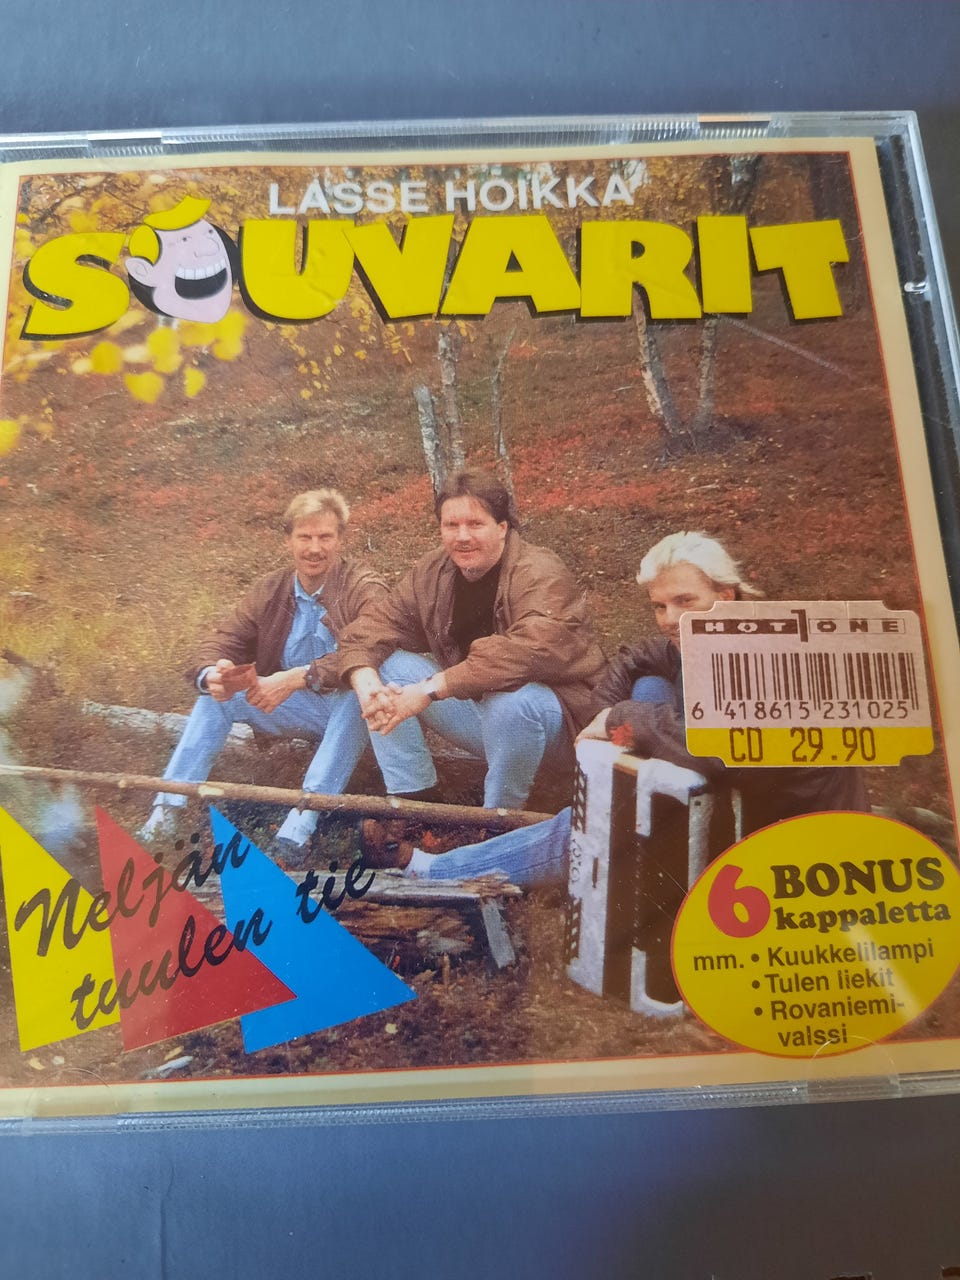 LASSE HOIKKA
SOUVARIT
HOT 1 ONE
6 418615 231025
CD 29.90
Neljän
tuulen tie
6 BONUS
kappaletta
mm. • Kuukkelilampi
• Tulen liekit
• Rovaniemi-
valssi